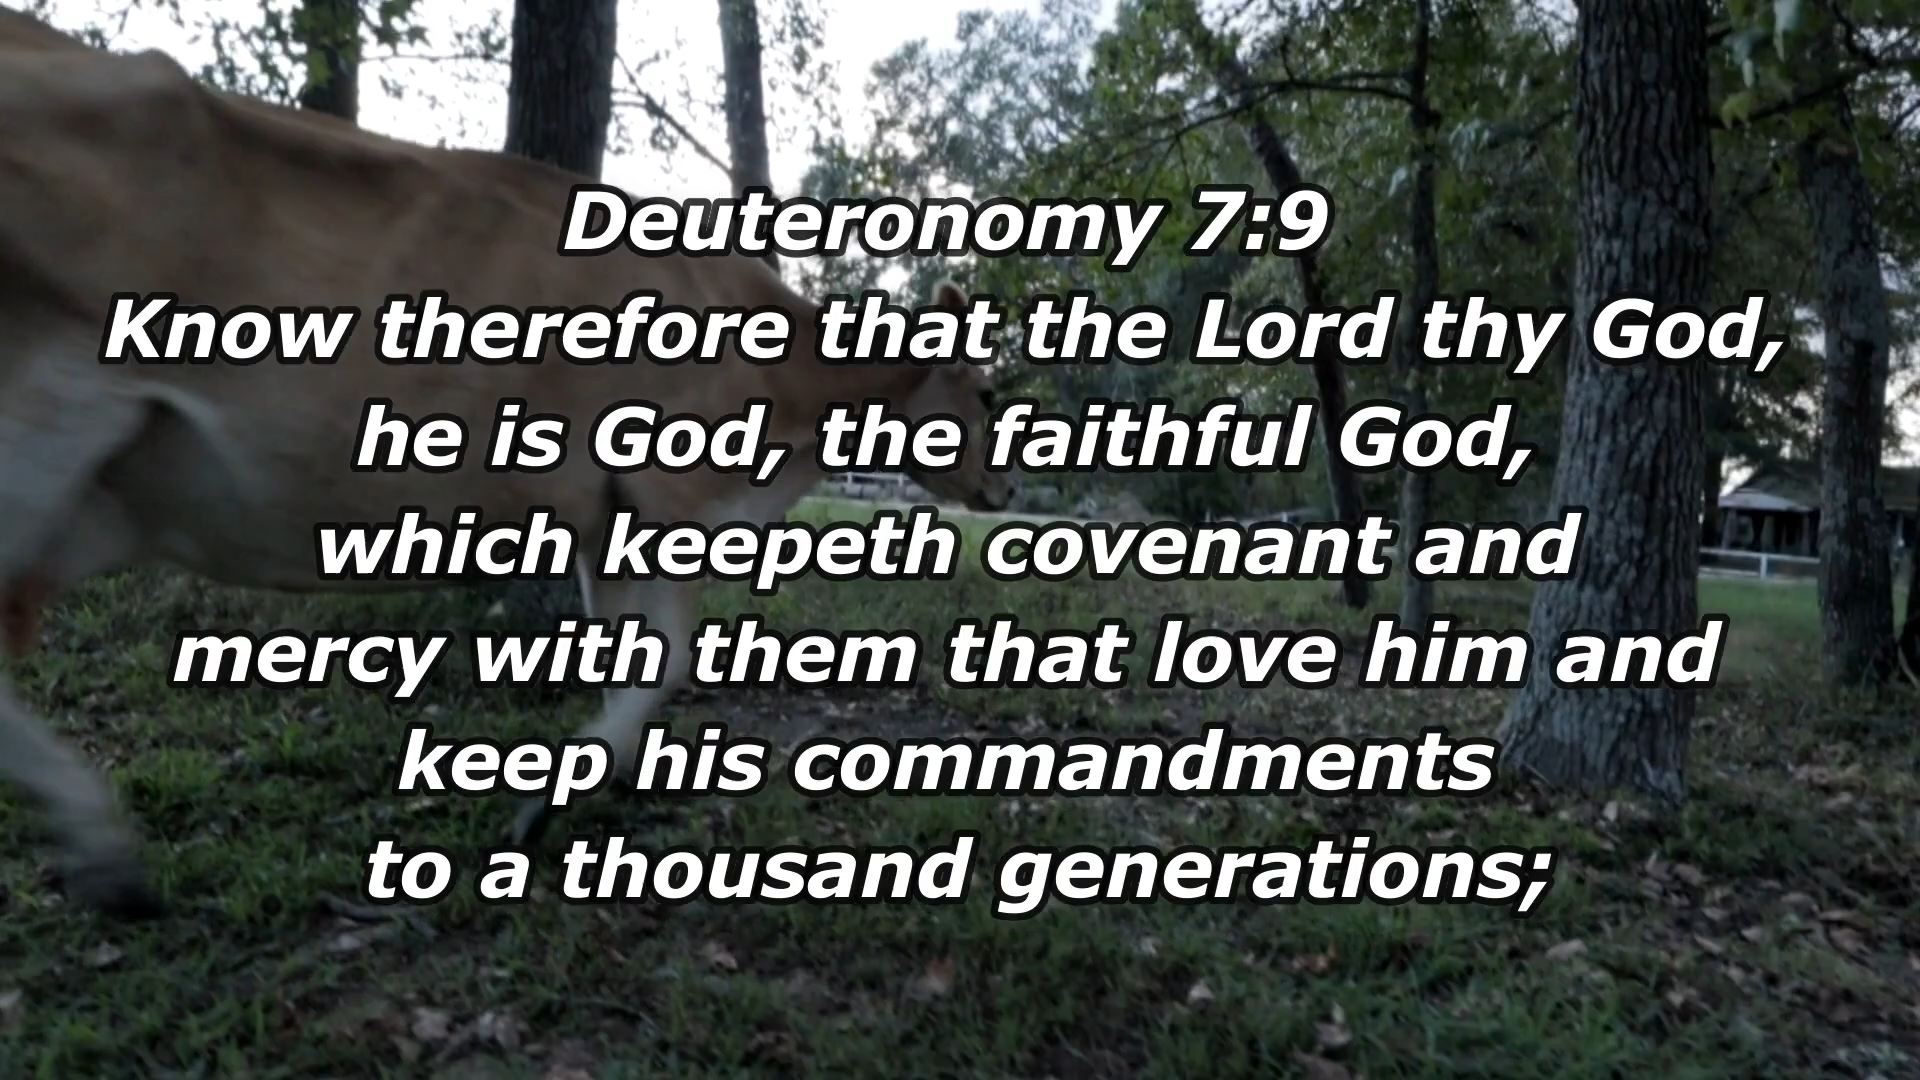 Deuteronomy 7:9
Know therefore that the Lord thy God,
he is God, the faithful God,
which keepeth covenant and
mercy with them that love him and
keep his commandments
to a thousand generations;